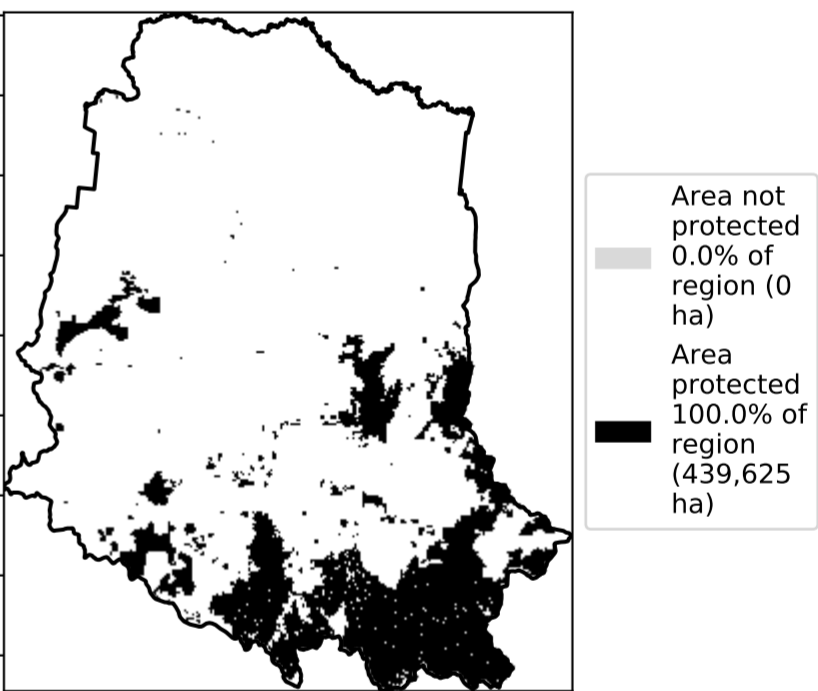 Area not
protected
0.0% of
region (0
ha)
Area
protected
100.0% of
region
(439,625
ha)